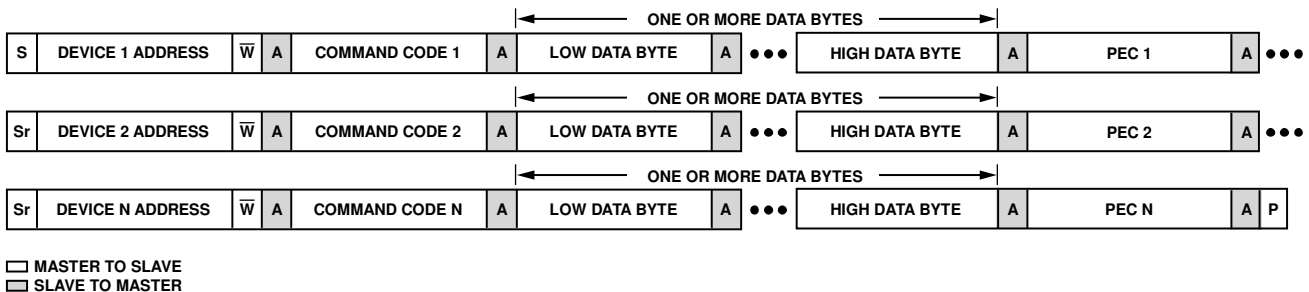 ONE OR MORE DATA BYTES
S DEVICE 1 ADDRESS W̅ A COMMAND CODE 1 A LOW DATA BYTE A ••• HIGH DATA BYTE A PEC 1 A •••
ONE OR MORE DATA BYTES
Sr DEVICE 2 ADDRESS W̅ A COMMAND CODE 2 A LOW DATA BYTE A ••• HIGH DATA BYTE A PEC 2 A •••
ONE OR MORE DATA BYTES
Sr DEVICE N ADDRESS W̅ A COMMAND CODE N A LOW DATA BYTE A ••• HIGH DATA BYTE A PEC N A P
MASTER TO SLAVE
SLAVE TO MASTER